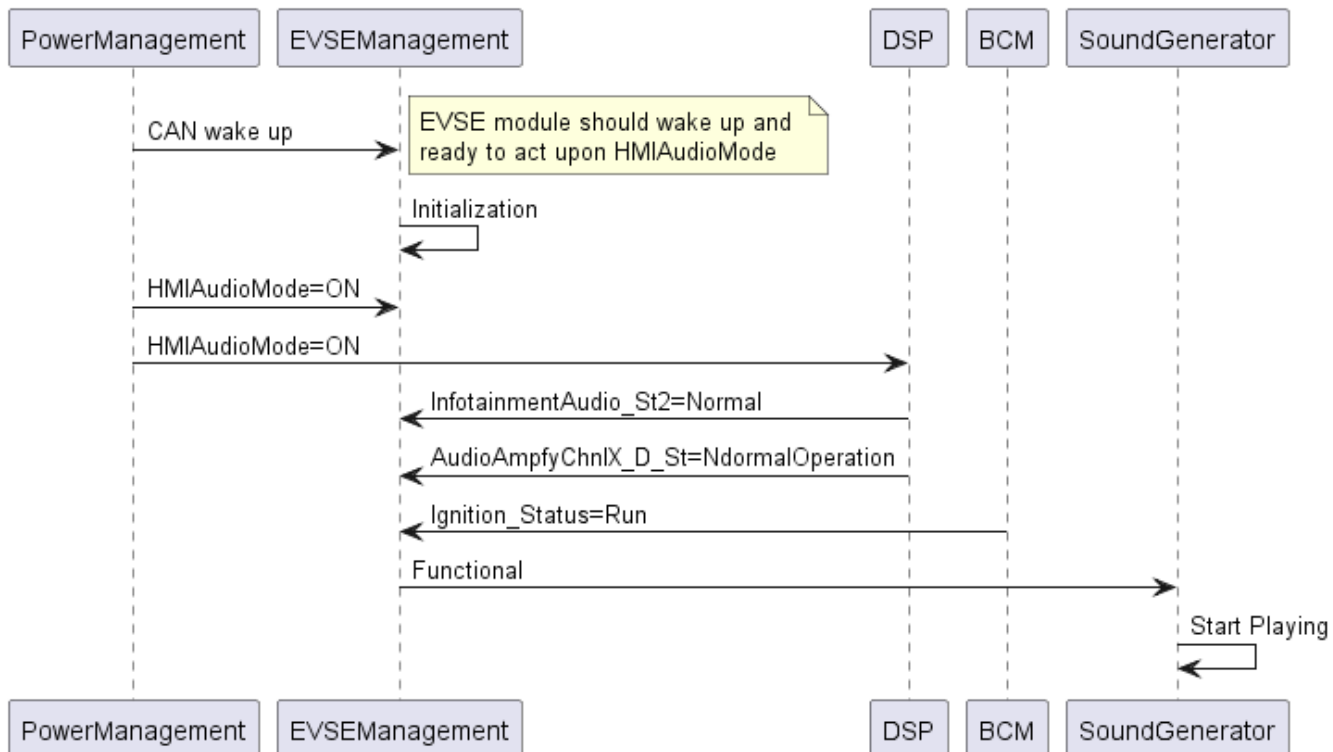 PowerManagement
EVSEManagement
DSP
BCM
SoundGenerator
CAN wake up
EVSE module should wake up and
ready to act upon HMIAudioMode
Initialization
HMIAudioMode=ON
HMIAudioMode=ON
InfotainmentAudio_St2=Normal
AudioAmpfyChnlX_D_St=NdormalOperation
Ignition_Status=Run
Functional
Start Playing
PowerManagement
EVSEManagement
DSP
BCM
SoundGenerator